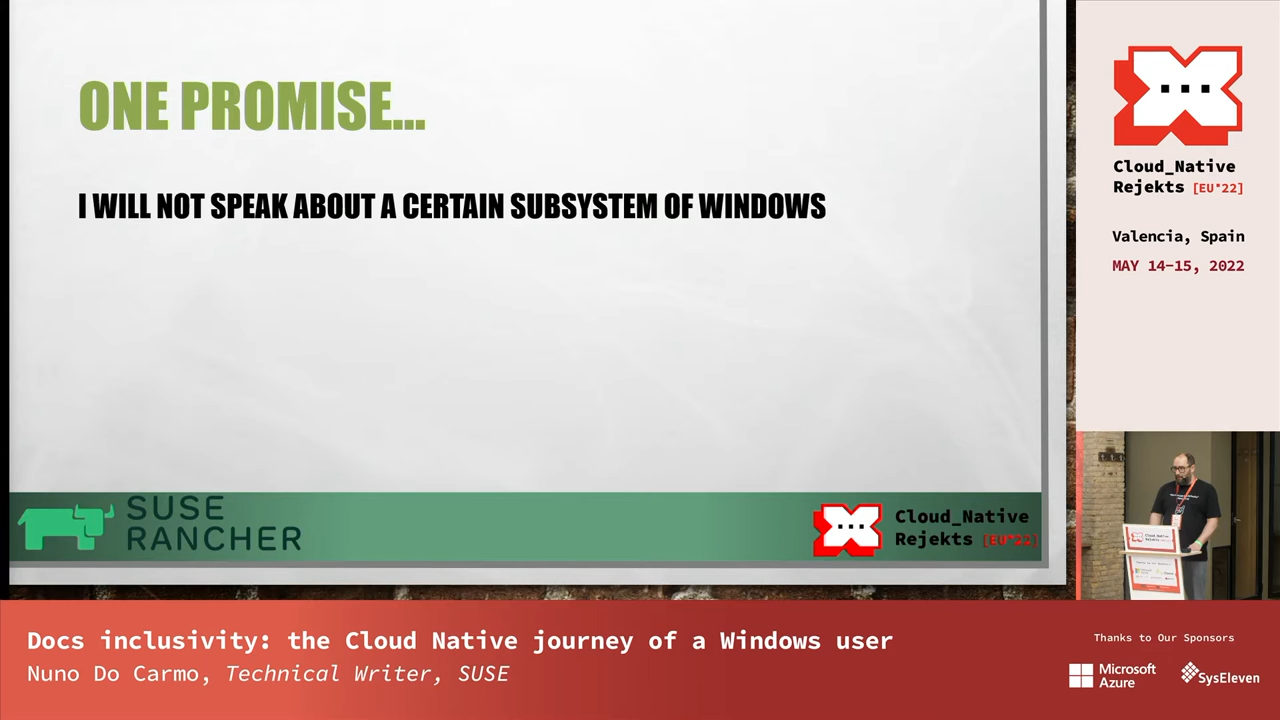 ONE PROMISE...
I WILL NOT SPEAK ABOUT A CERTAIN SUBSYSTEM OF WINDOWS
SUSE
RANCHER
Cloud_Native
Rejekts [EU*22]
Cloud_Native
Rejekts [EU*22]
Valencia, Spain
MAY 14-15, 2022
Docs inclusivity: the Cloud Native journey of a Windows user
Nuno Do Carmo, Technical Writer, SUSE
Thanks to Our Sponsors
Microsoft
Azure
SysEleven